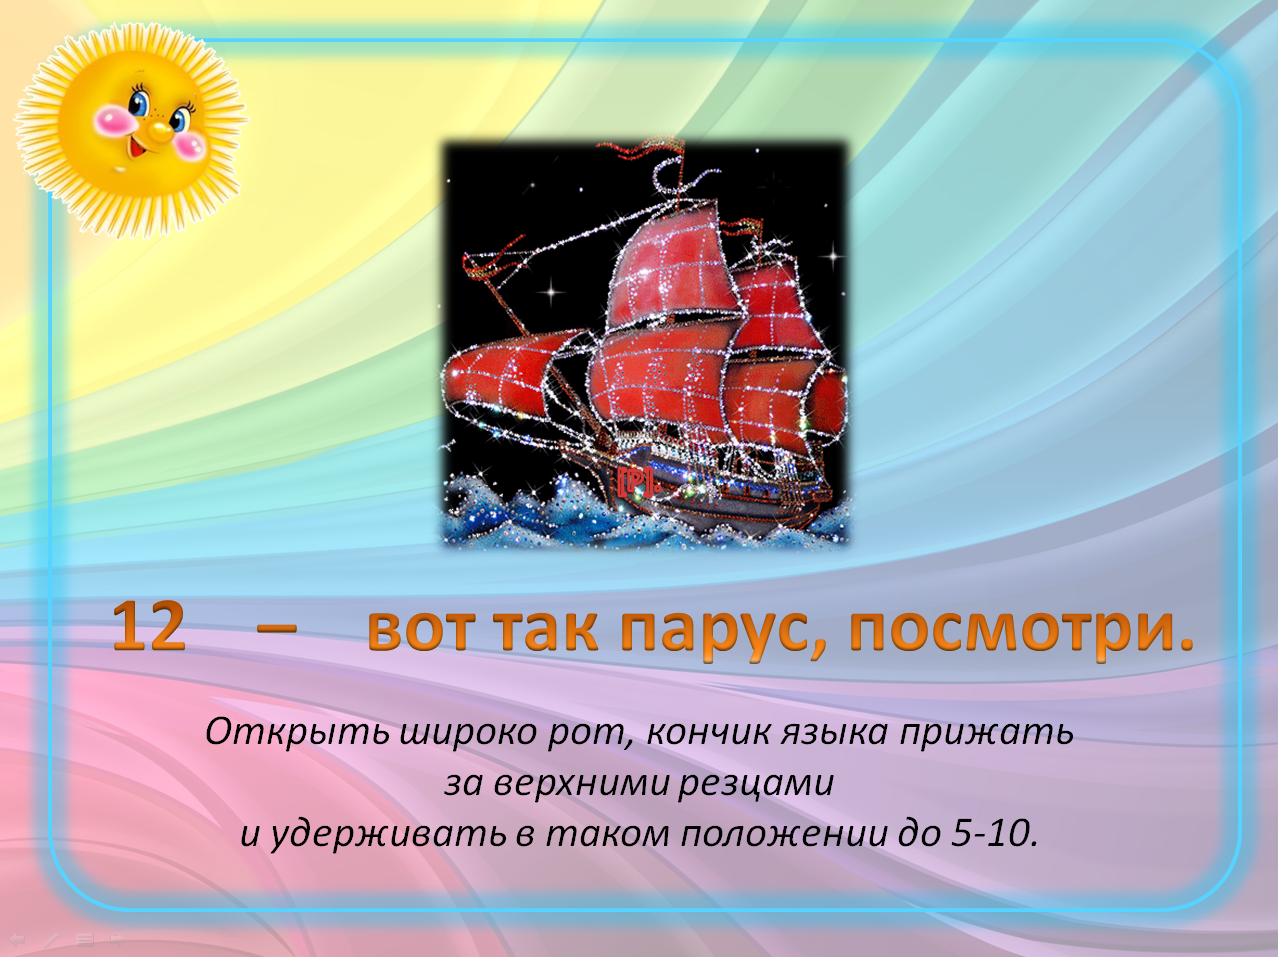 [Р].
12 – вот так парус, посмотри.
Открыть широко рот, кончик языка прижать
за верхними резцами
и удерживать в таком положении до 5-10.